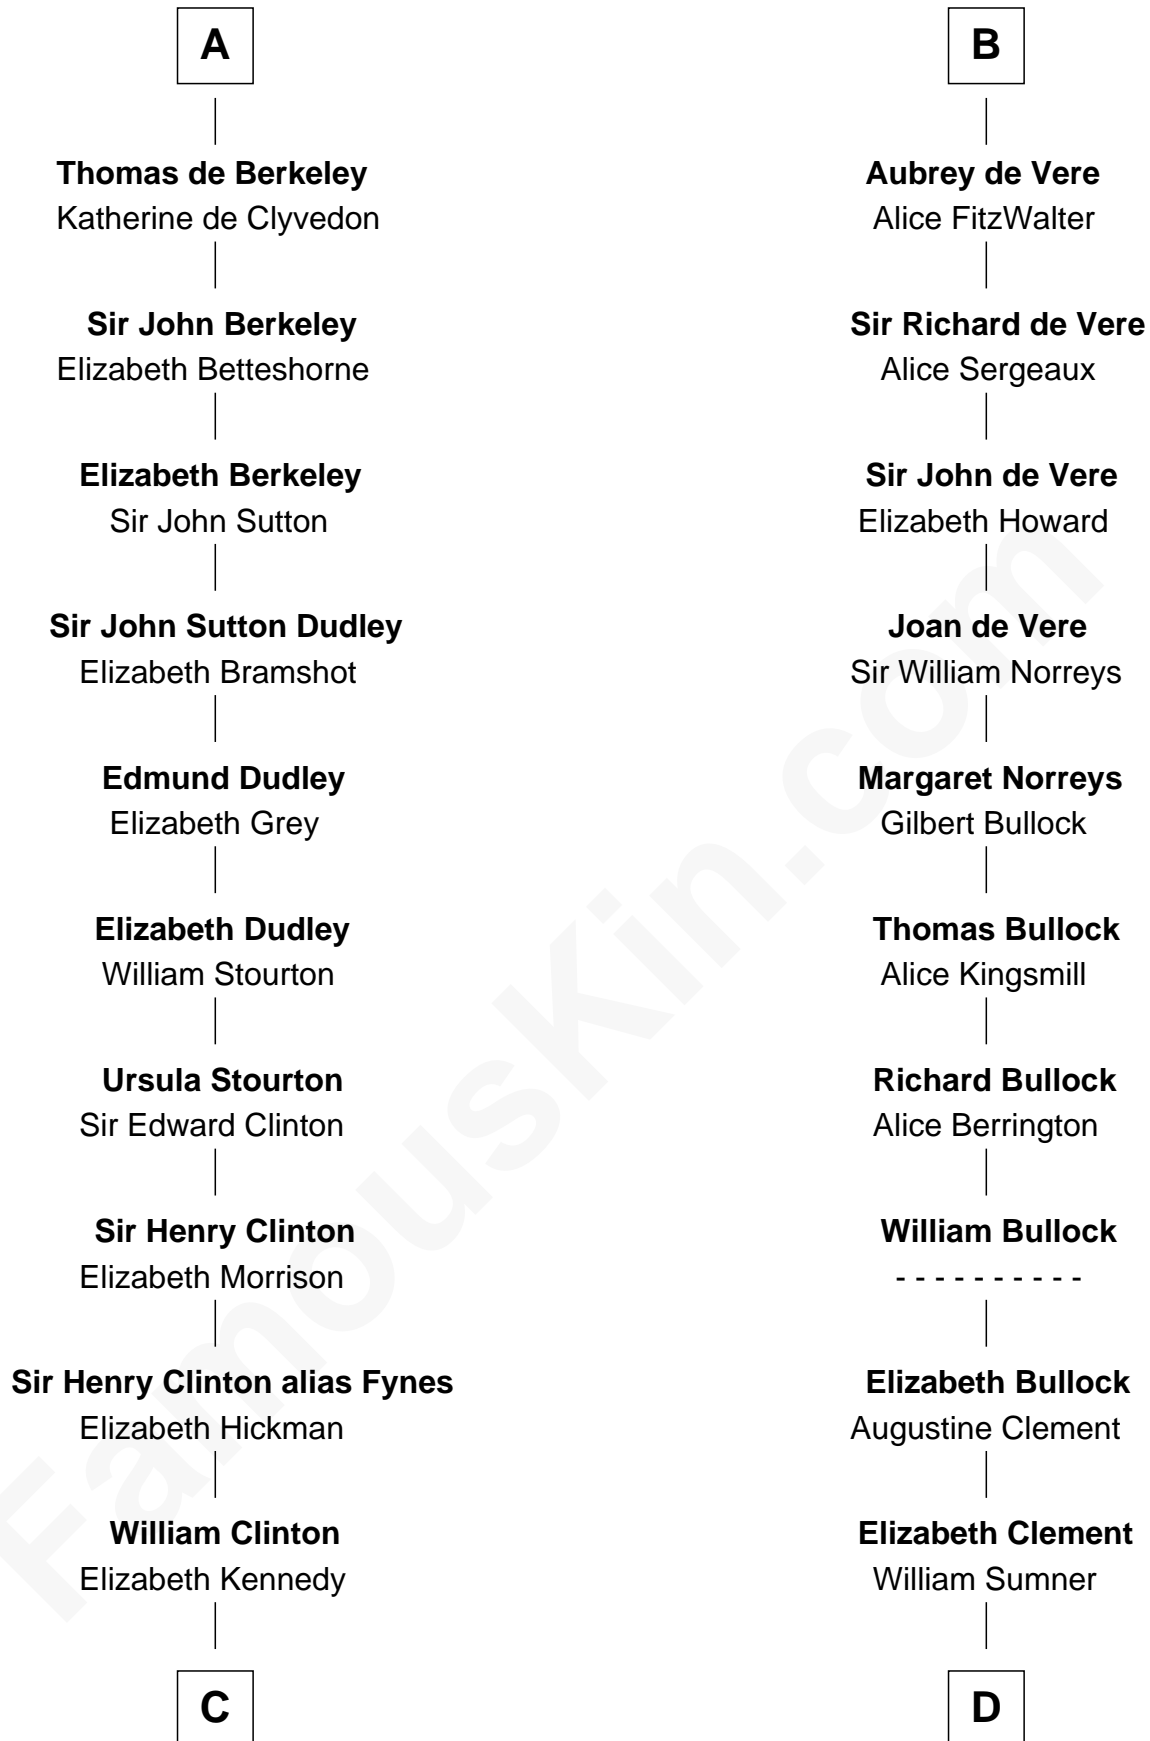 A
Thomas de Berkeley
Katherine de Clyvedon
Sir John Berkeley
Elizabeth Betteshorne
Elizabeth Berkeley
Sir John Sutton
Sir John Sutton Dudley
Elizabeth Bramshot
Edmund Dudley
Elizabeth Grey
Elizabeth Dudley
William Stourton
Ursula Stourton
Sir Edward Clinton
Sir Henry Clinton
Elizabeth Morrison
Sir Henry Clinton alias Fynes
Elizabeth Hickman
William Clinton
Elizabeth Kennedy
C
B
Aubrey de Vere
Alice FitzWalter
Sir Richard de Vere
Alice Sergeaux
Sir John de Vere
Elizabeth Howard
Joan de Vere
Sir William Norreys
Margaret Norreys
Gilbert Bullock
Thomas Bullock
Alice Kingsmill
Richard Bullock
Alice Berrington
William Bullock
- - - - - - - - - -
Elizabeth Bullock
Augustine Clement
Elizabeth Clement
William Sumner
D
FamousKin.com